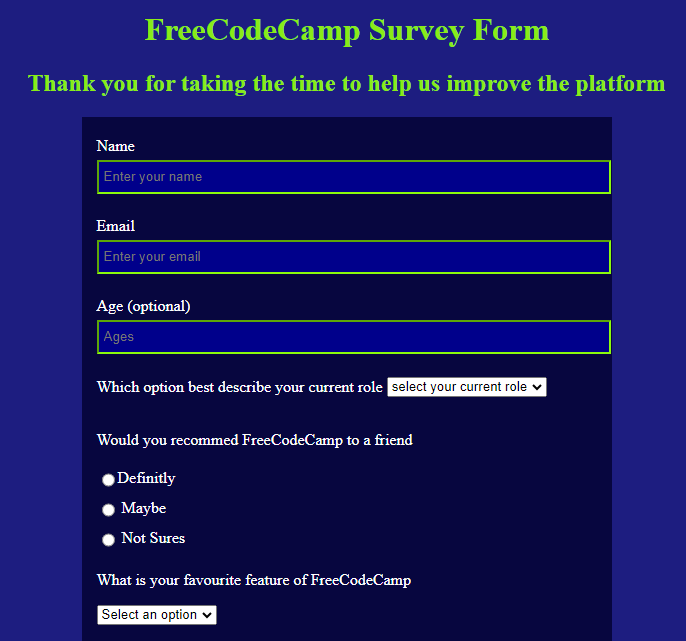 FreeCodeCamp Survey Form
Thank you for taking the time to help us improve the platform
Name
Enter your name
Email
Enter your email
Age (optional)
Ages
Which option best describe your current role select your current role
Would you recommed FreeCodeCamp to a friend
Definitly
Maybe
Not Sures
What is your favourite feature of FreeCodeCamp
Select an option